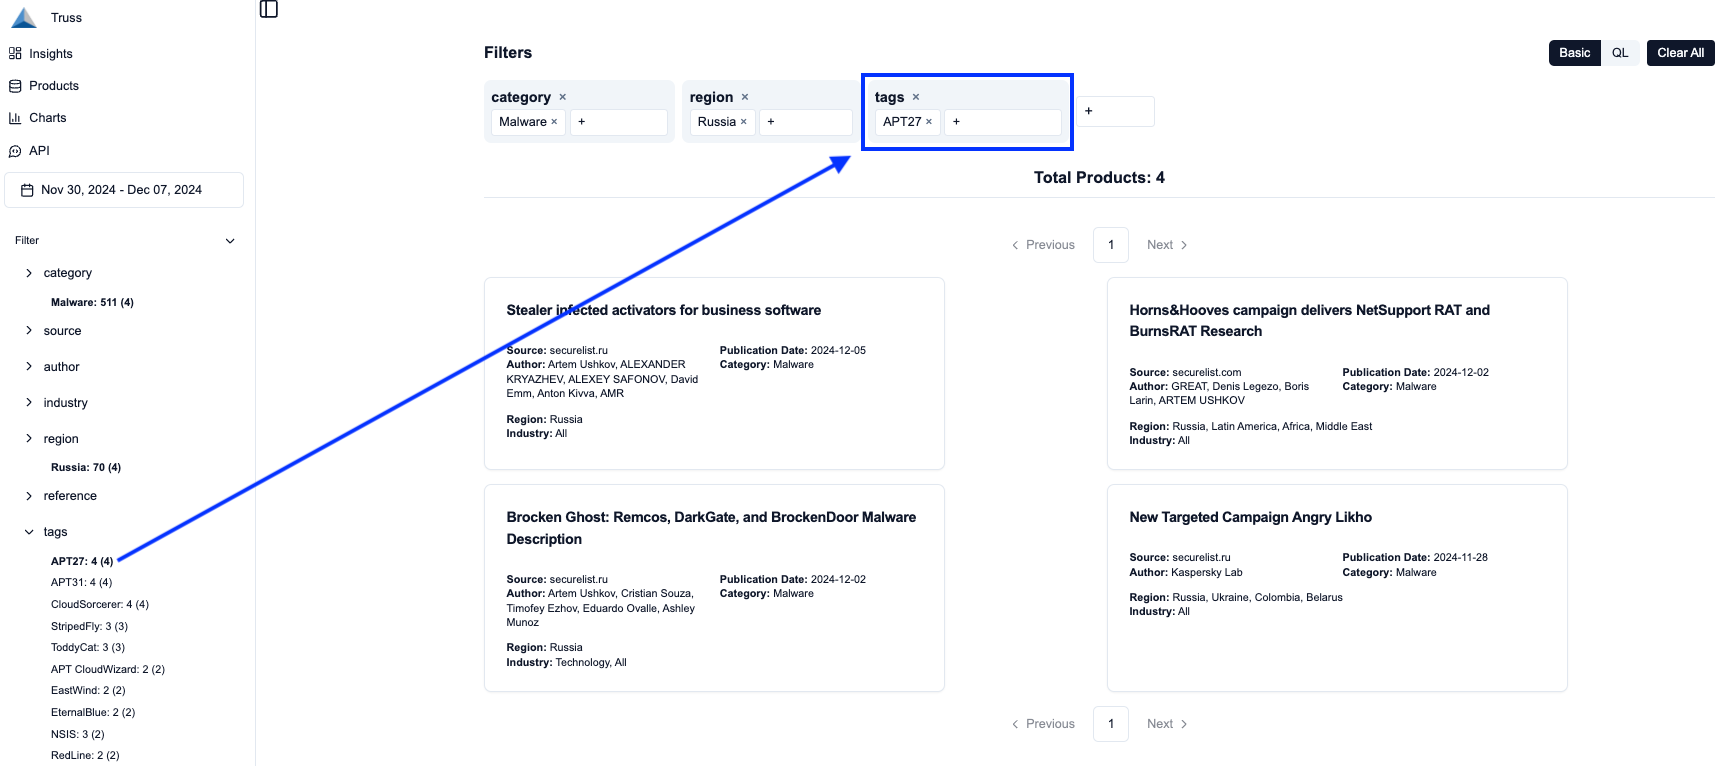 Truss
Insights
Products
Charts
API
Nov 30, 2024 - Dec 07, 2024
Filter
category
Malware: 511 (4)
source
author
industry
region
Russia: 70 (4)
reference
tags
APT27: 4 (4)
APT31: 4 (4)
CloudSorcerer: 4 (4)
StripedFly: 3 (3)
ToddyCat: 3 (3)
APT CloudWizard: 2 (2)
EastWind: 2 (2)
EternalBlue: 2 (2)
NSIS: 3 (2)
RedLine: 2 (2)
Filters
Basic QL Clear All
category × region × tags ×
Malware × + Russia × + APT27 × + +
Total Products: 4
Previous 1 Next
Stealer infected activators for business software
Source: securelist.ru
Author: Artem Ushkov, ALEXANDER
KRYAZHEV, ALEXEY SAFONOV, David
Emm, Anton Kivva, AMR
Publication Date: 2024-12-05
Category: Malware
Region: Russia
Industry: All
Horns&Hooves campaign delivers NetSupport RAT and
BurnsRAT Research
Source: securelist.com
Author: GREAT, Denis Legezo, Boris
Larin, ARTEM USHKOV
Publication Date: 2024-12-02
Category: Malware
Region: Russia, Latin America, Africa, Middle East
Industry: All
Brocken Ghost: Remcos, DarkGate, and BrockenDoor Malware
Description
Source: securelist.ru
Author: Artem Ushkov, Cristian Souza,
Timofey Ezhov, Eduardo Ovalle, Ashley
Munoz
Publication Date: 2024-12-02
Category: Malware
Region: Russia
Industry: Technology, All
New Targeted Campaign Angry Likho
Source: securelist.ru
Author: Kaspersky Lab
Publication Date: 2024-11-28
Category: Malware
Region: Russia, Ukraine, Colombia, Belarus
Industry: All
Previous 1 Next